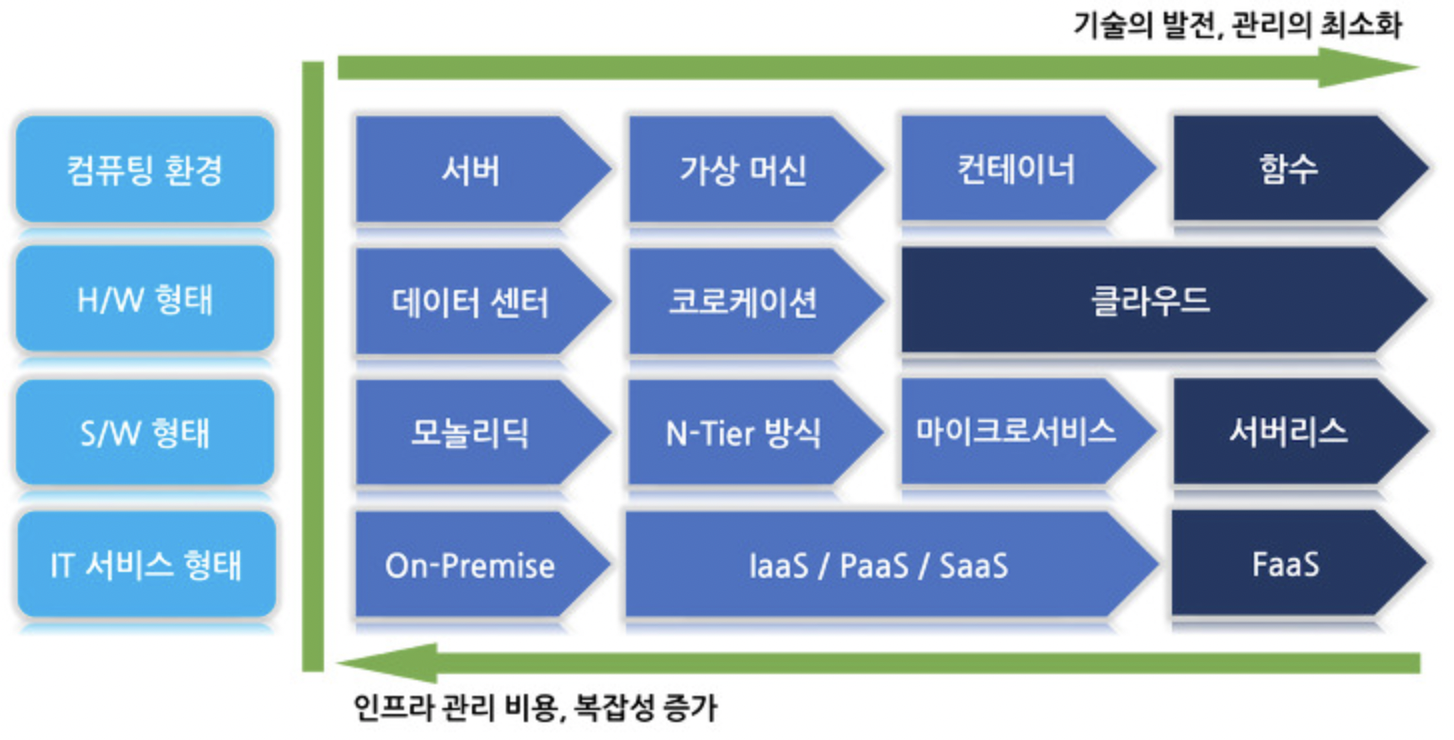 기술의 발전, 관리의 최소화
컴퓨팅 환경
서버
가상 머신
컨테이너
함수
H/W 형태
데이터 센터
코로케이션
클라우드
S/W 형태
모놀리딕
N-Tier 방식
마이크로서비스
서버리스
IT 서비스 형태
On-Premise
IaaS / PaaS / SaaS
FaaS
인프라 관리 비용, 복잡성 증가